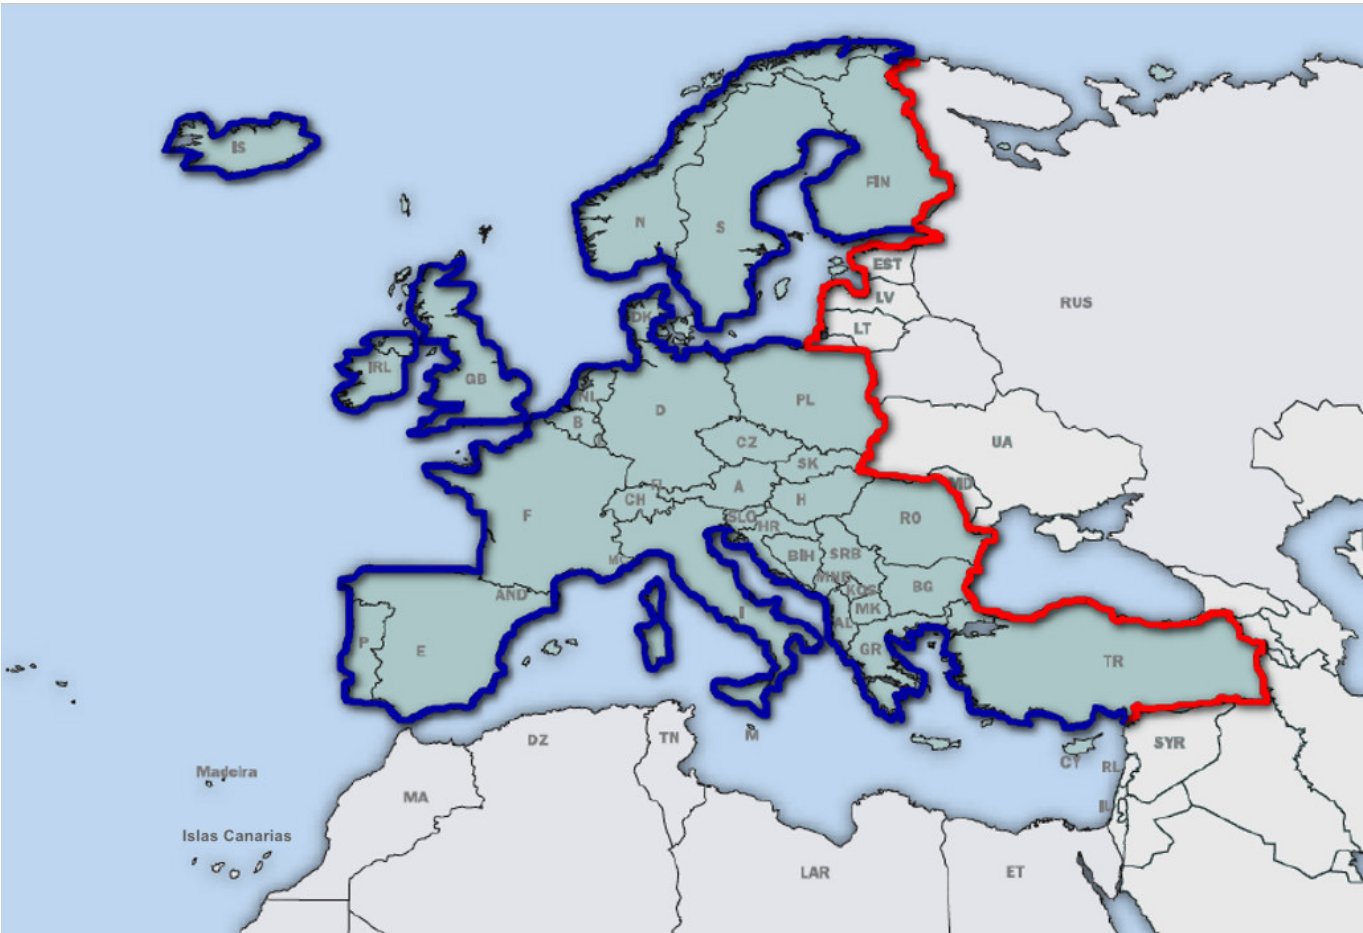 IS
FIN
N
S
EST
RUS
LV
DK
LT
IRL
GB
NL
PL
D
B
UA
CZ
SK
MD
A
CH
H
F
SLO
RO
HR
BIH
SRB
MNE
BG
KOS
AND
MK
I
AL
P
E
GR
TR
M
DZ
TN
SYR
CY
RL
Madeira
MA
IL
Islas Canarias
LAR
ET